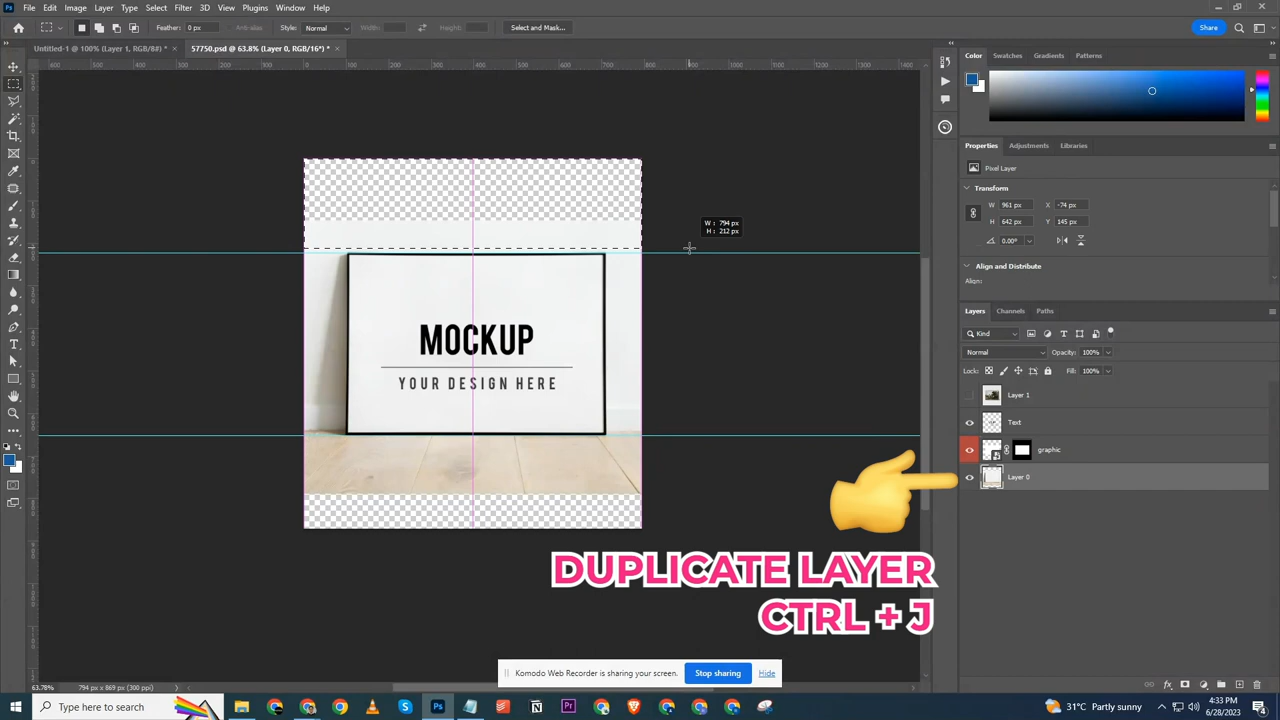 File Edit Image Layer Type Select Filter 3D View Plugins Window Help
Feather: 0 px Anti-alias Style: Normal Width: Height: Select and Mask... Share
Untitled-1 @ 100% (Layer 1, RGB/8#) * × 57750.psd @ 63.8% (Layer 0, RGB/16*) * ×
Color Swatches Gradients Patterns
Properties Adjustments Libraries
Pixel Layer
Transform
W 961 px X -74 px
H 642 px Y 145 px
0.00°
Align and Distribute
Align:
W : 794 px
H : 212 px
MOCKUP
YOUR DESIGN HERE
Layers Channels Paths
Kind
Normal Opacity: 100%
Lock: Fill: 100%
Layer 1
Text
graphic
Layer 0
DUPLICATE LAYER
CTRL + J
Komodo Web Recorder is sharing your screen. Stop sharing Hide
63.78% 794 px x 869 px (300 ppi)
Type here to search
31°C Partly sunny
4:33 PM
6/28/2023